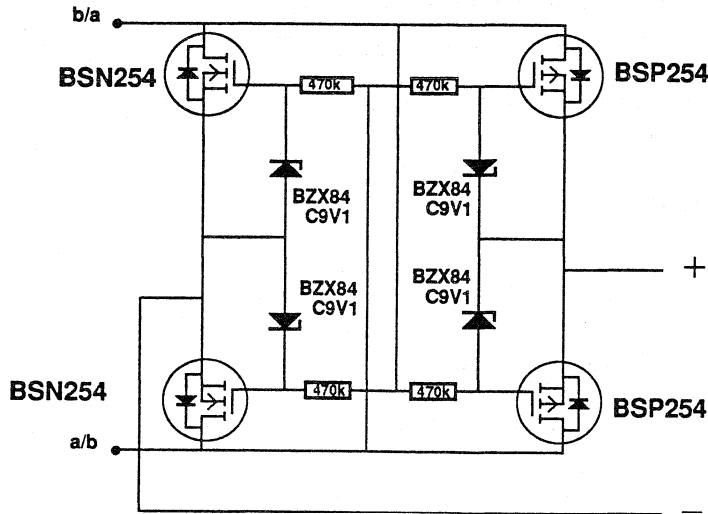 b/a
BSN254
470k
470k
BSP254
BZX84
C9V1
BZX84
C9V1
BZX84
C9V1
BZX84
C9V1
+
BSN254
470k
470k
BSP254
a/b
−